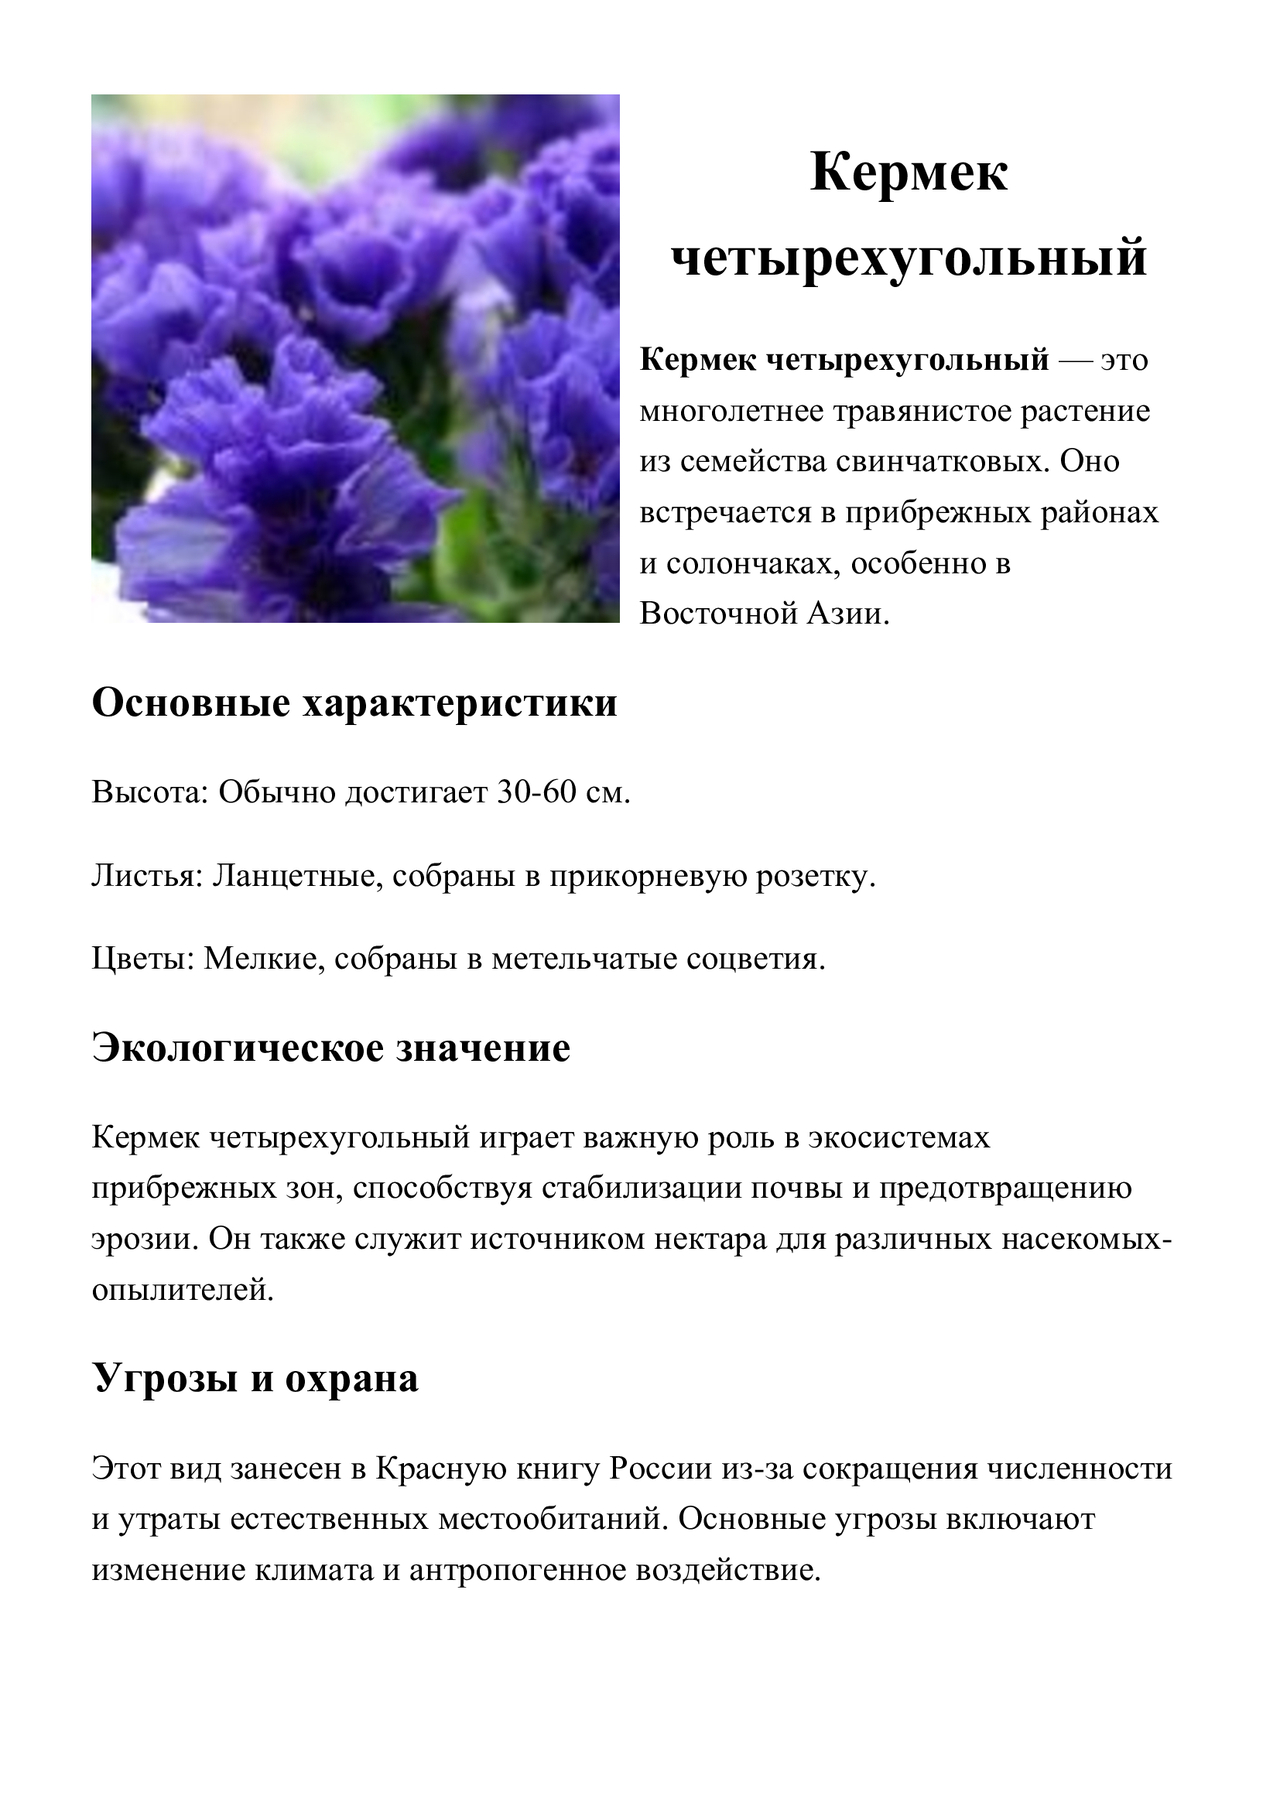 Кермек
четырехугольный
Кермек четырехугольный — это
многолетнее травянистое растение
из семейства свинчатковых. Оно
встречается в прибрежных районах
и солончаках, особенно в
Восточной Азии.
Основные характеристики
Высота: Обычно достигает 30-60 см.
Листья: Ланцетные, собраны в прикорневую розетку.
Цветы: Мелкие, собраны в метельчатые соцветия.
Экологическое значение
Кермек четырехугольный играет важную роль в экосистемах
прибрежных зон, способствуя стабилизации почвы и предотвращению
эрозии. Он также служит источником нектара для различных насекомых-
опылителей.
Угрозы и охрана
Этот вид занесен в Красную книгу России из-за сокращения численности
и утраты естественных местообитаний. Основные угрозы включают
изменение климата и антропогенное воздействие.